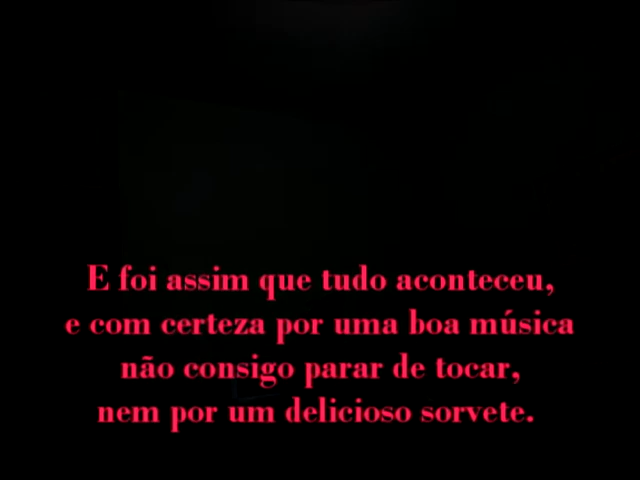 E foi assim que tudo aconteceu,
e com certeza por uma boa música
não consigo parar de tocar,
nem por um delicioso sorvete.